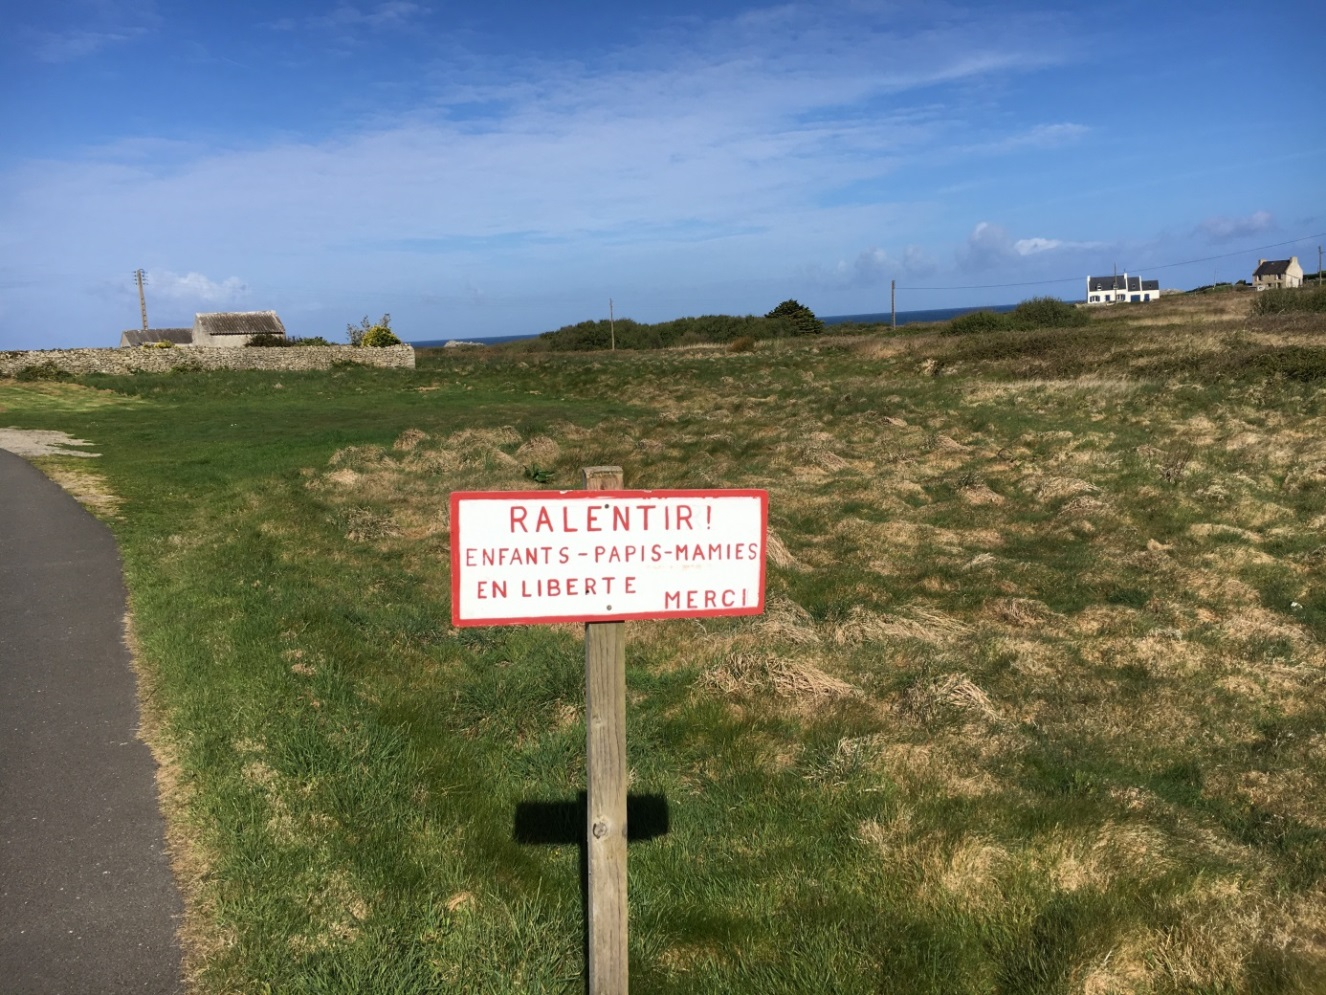 RALENTIR!
ENFANTS-PAPIS-MAMIES
EN LIBERTE
MERCI